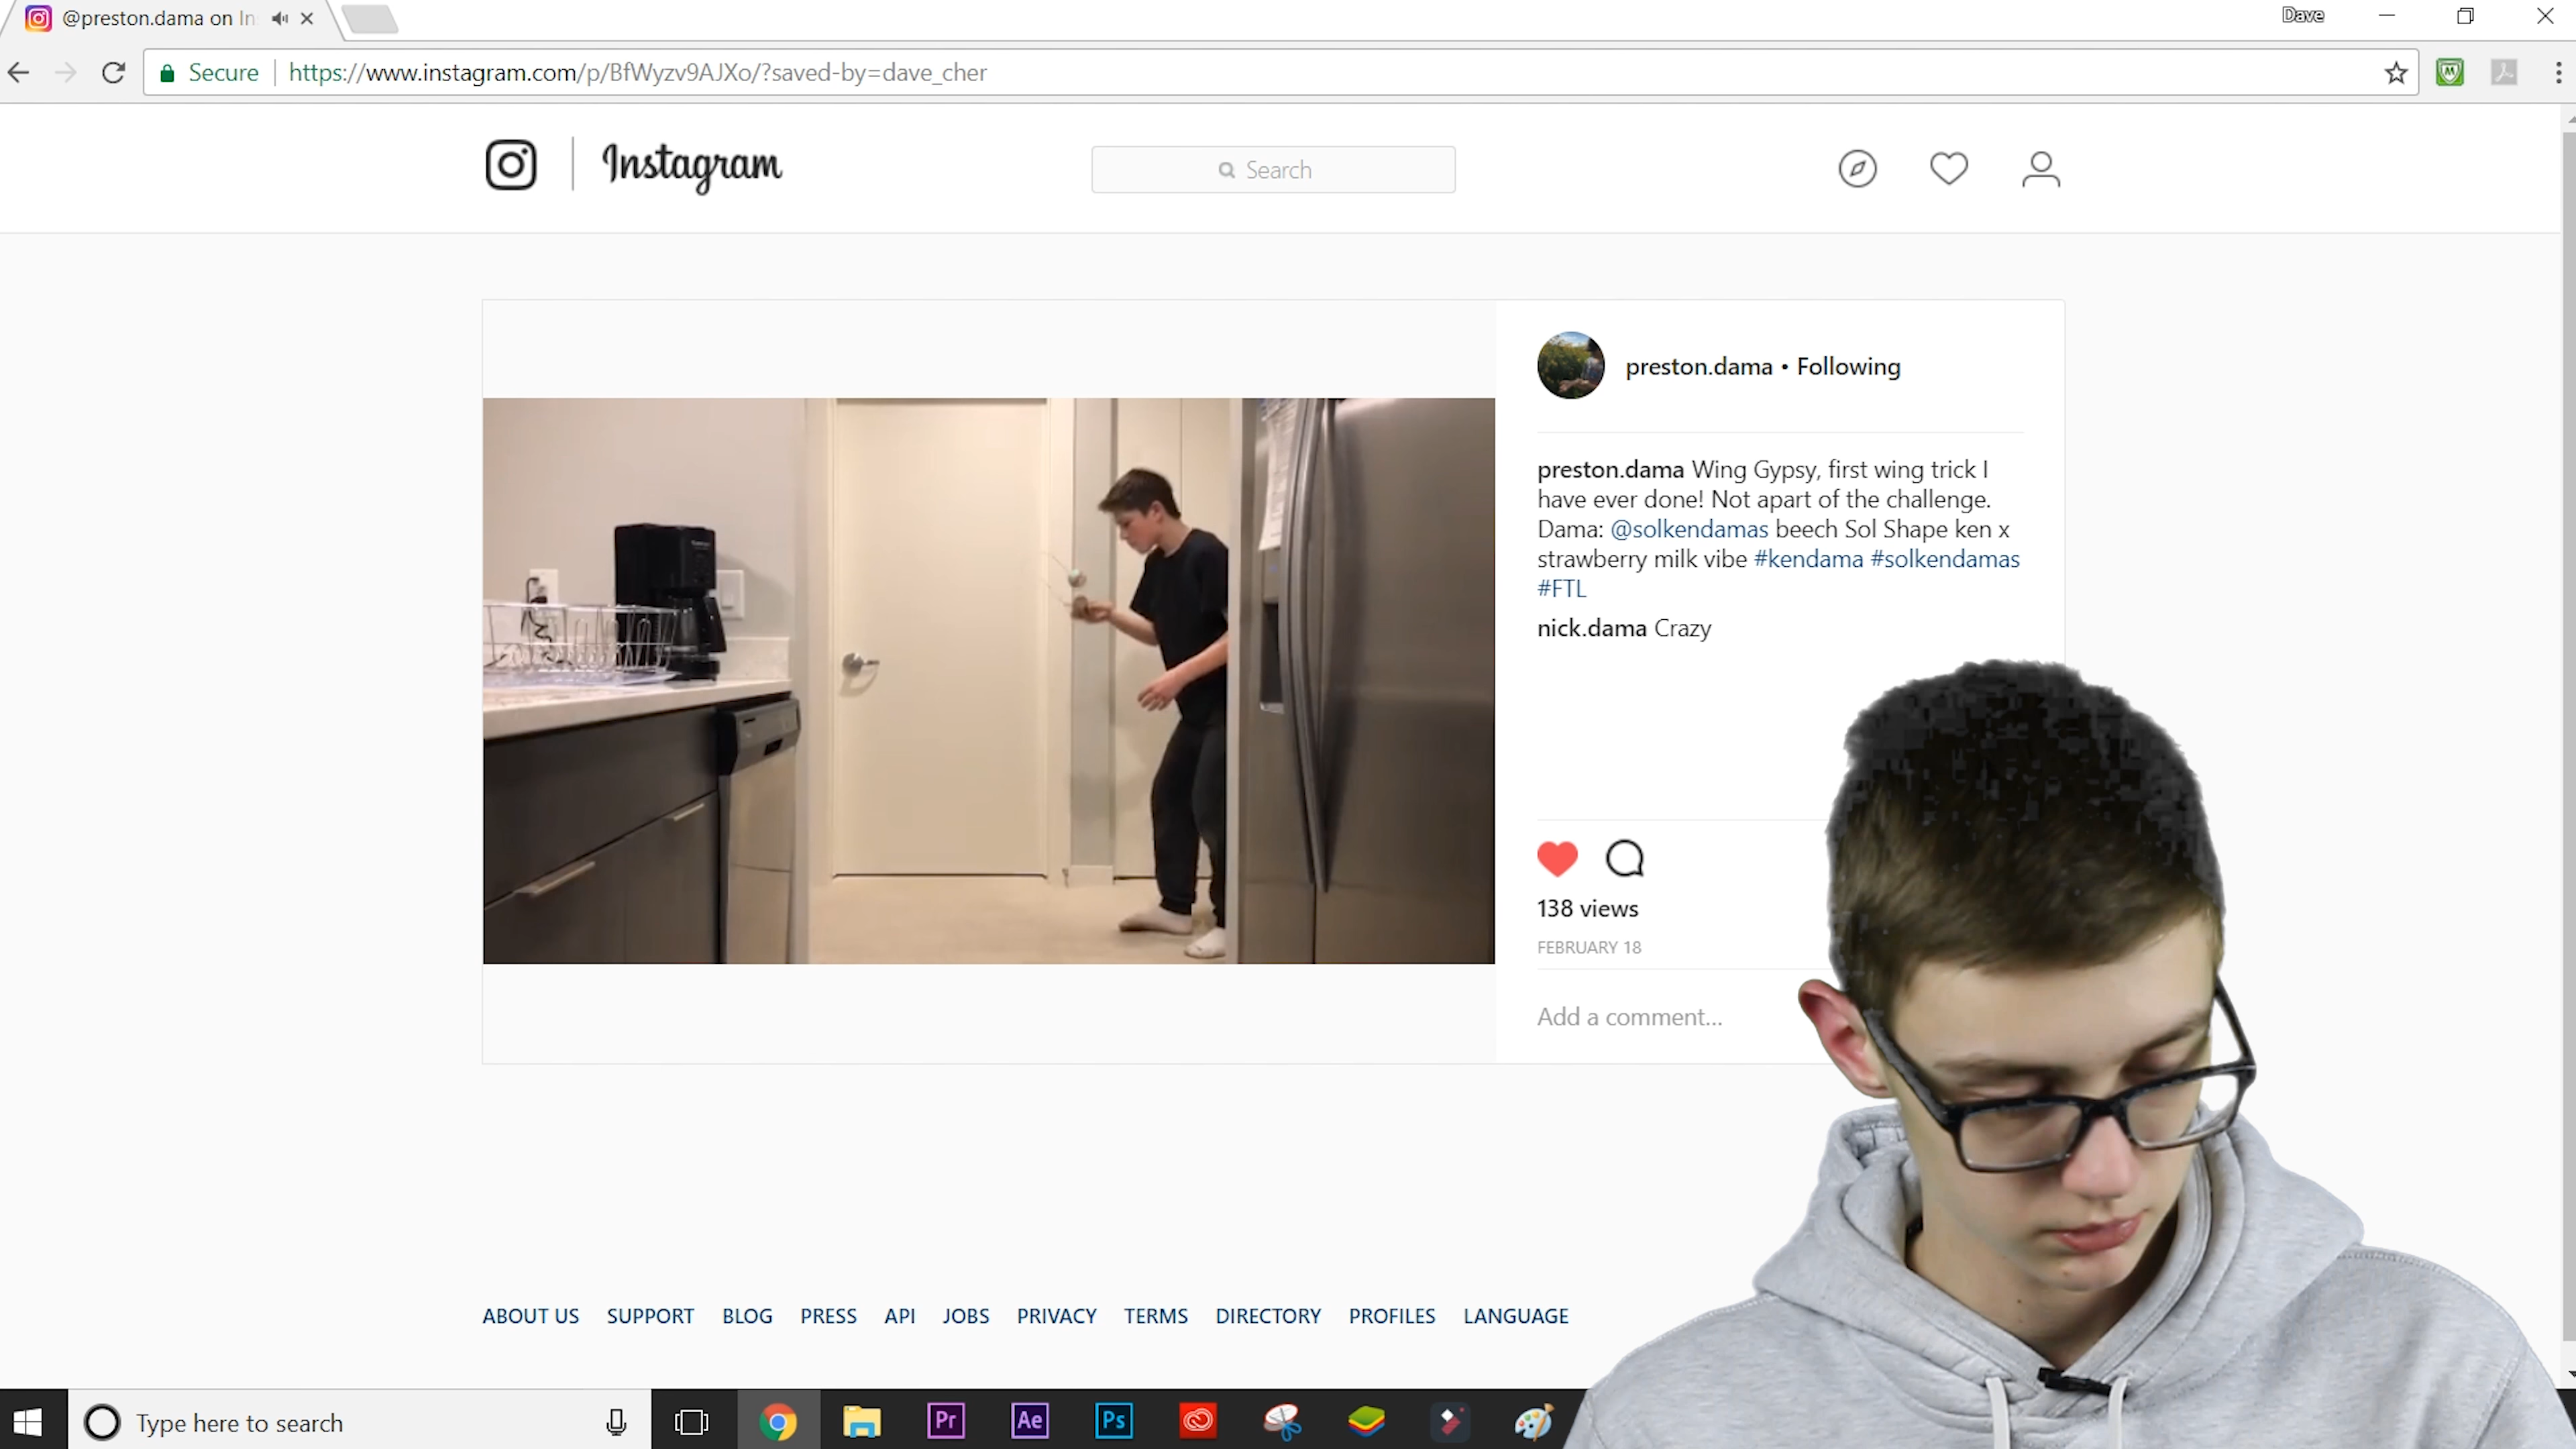 @preston.dama on In
Dave
Secure
https://www.instagram.com/p/BfWyzv9AJXo/?saved-by=dave_cher
Instagram
Search
preston.dama • Following
preston.dama Wing Gypsy, first wing trick I
have ever done! Not apart of the challenge.
Dama: @solkendamas beech Sol Shape ken x
strawberry milk vibe #kendama #solkendamas
#FTL
nick.dama Crazy
138 views
FEBRUARY 18
Add a comment...
ABOUT US SUPPORT BLOG PRESS API JOBS PRIVACY TERMS DIRECTORY PROFILES LANGUAGE
Type here to search
Pr Ae Ps